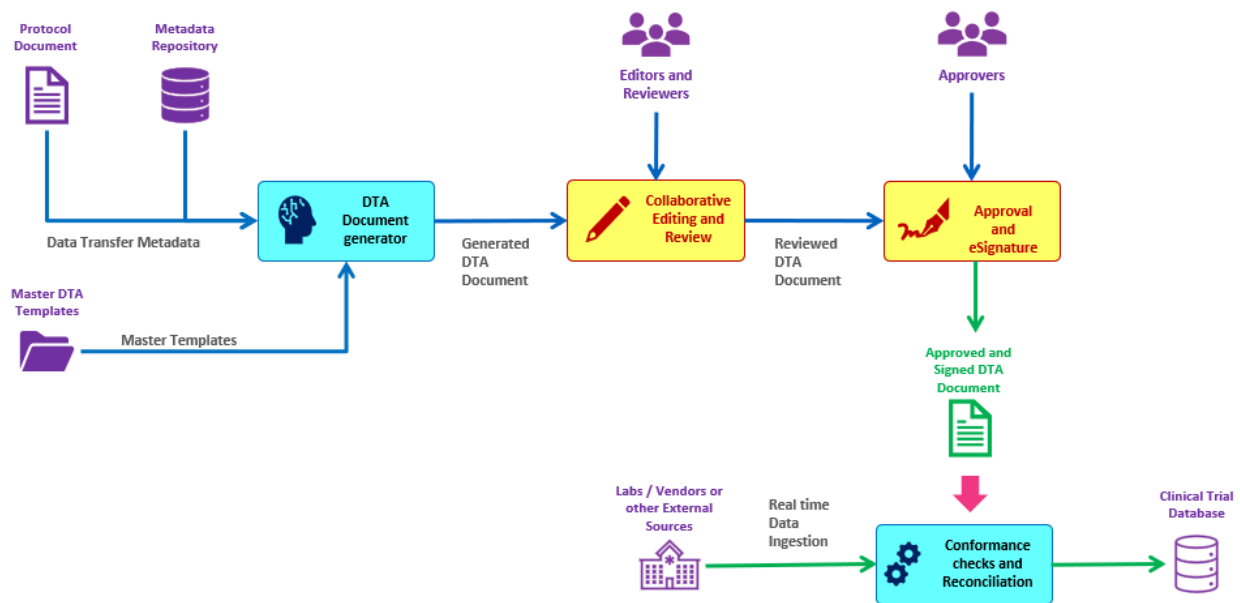 Protocol
Document
Metadata
Repository
Editors and
Reviewers
Approvers
DTA
Document
generator
Collaborative
Editing and
Review
Approval
and
eSignature
Data Transfer Metadata
Generated
DTA
Document
Reviewed
DTA
Document
Master DTA
Templates
Master Templates
Approved and
Signed DTA
Document
Labs / Vendors or
other External
Sources
Real time
Data
Ingestion
Conformance
checks and
Reconciliation
Clinical Trial
Database